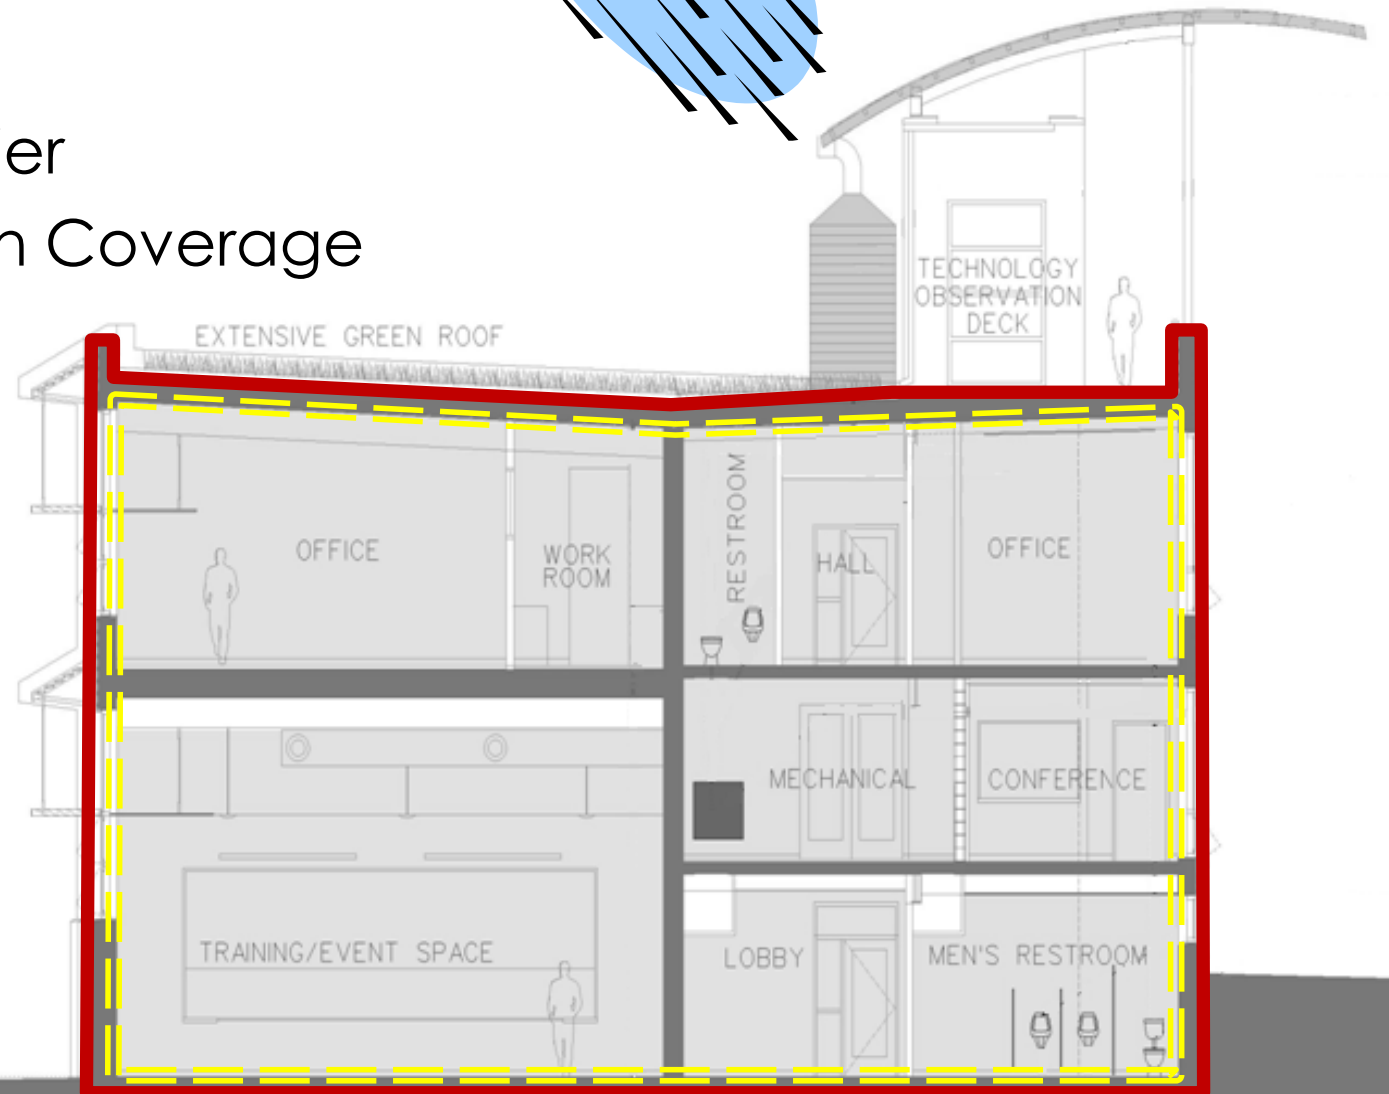 er
n Coverage
TECHNOLOGY
OBSERVATION
DECK
EXTENSIVE GREEN ROOF
OFFICE
WORK
ROOM
RESTROOM
HALL
OFFICE
MECHANICAL
CONFERENCE
TRAINING/EVENT SPACE
LOBBY
MEN'S RESTROOM